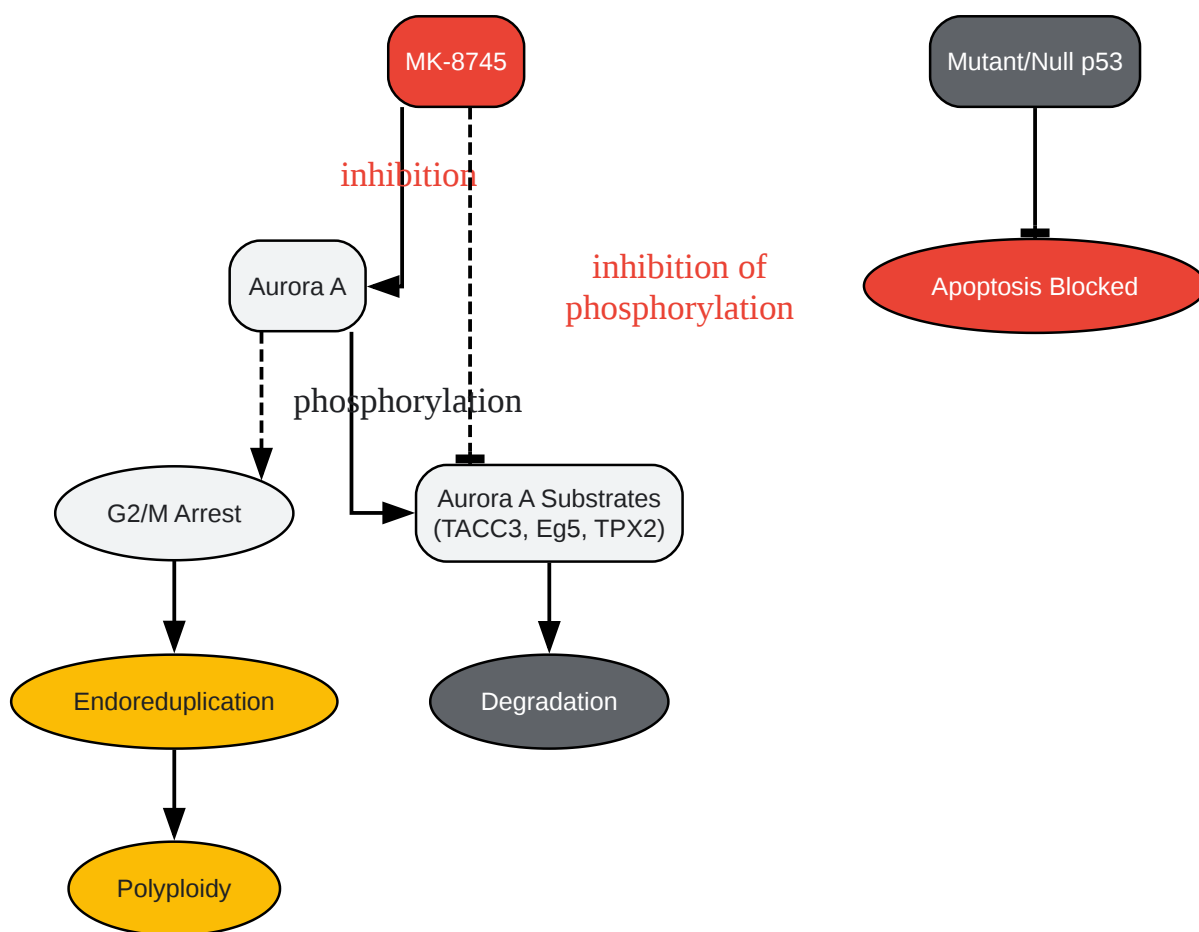 MK-8745
Mutant/Null p53
inhibition
Aurora A
inhibition of
phosphorylation
Apoptosis Blocked
phosphorylation
G2/M Arrest
Aurora A Substrates
(TACC3, Eg5, TPX2)
Endoreduplication
Degradation
Polyploidy